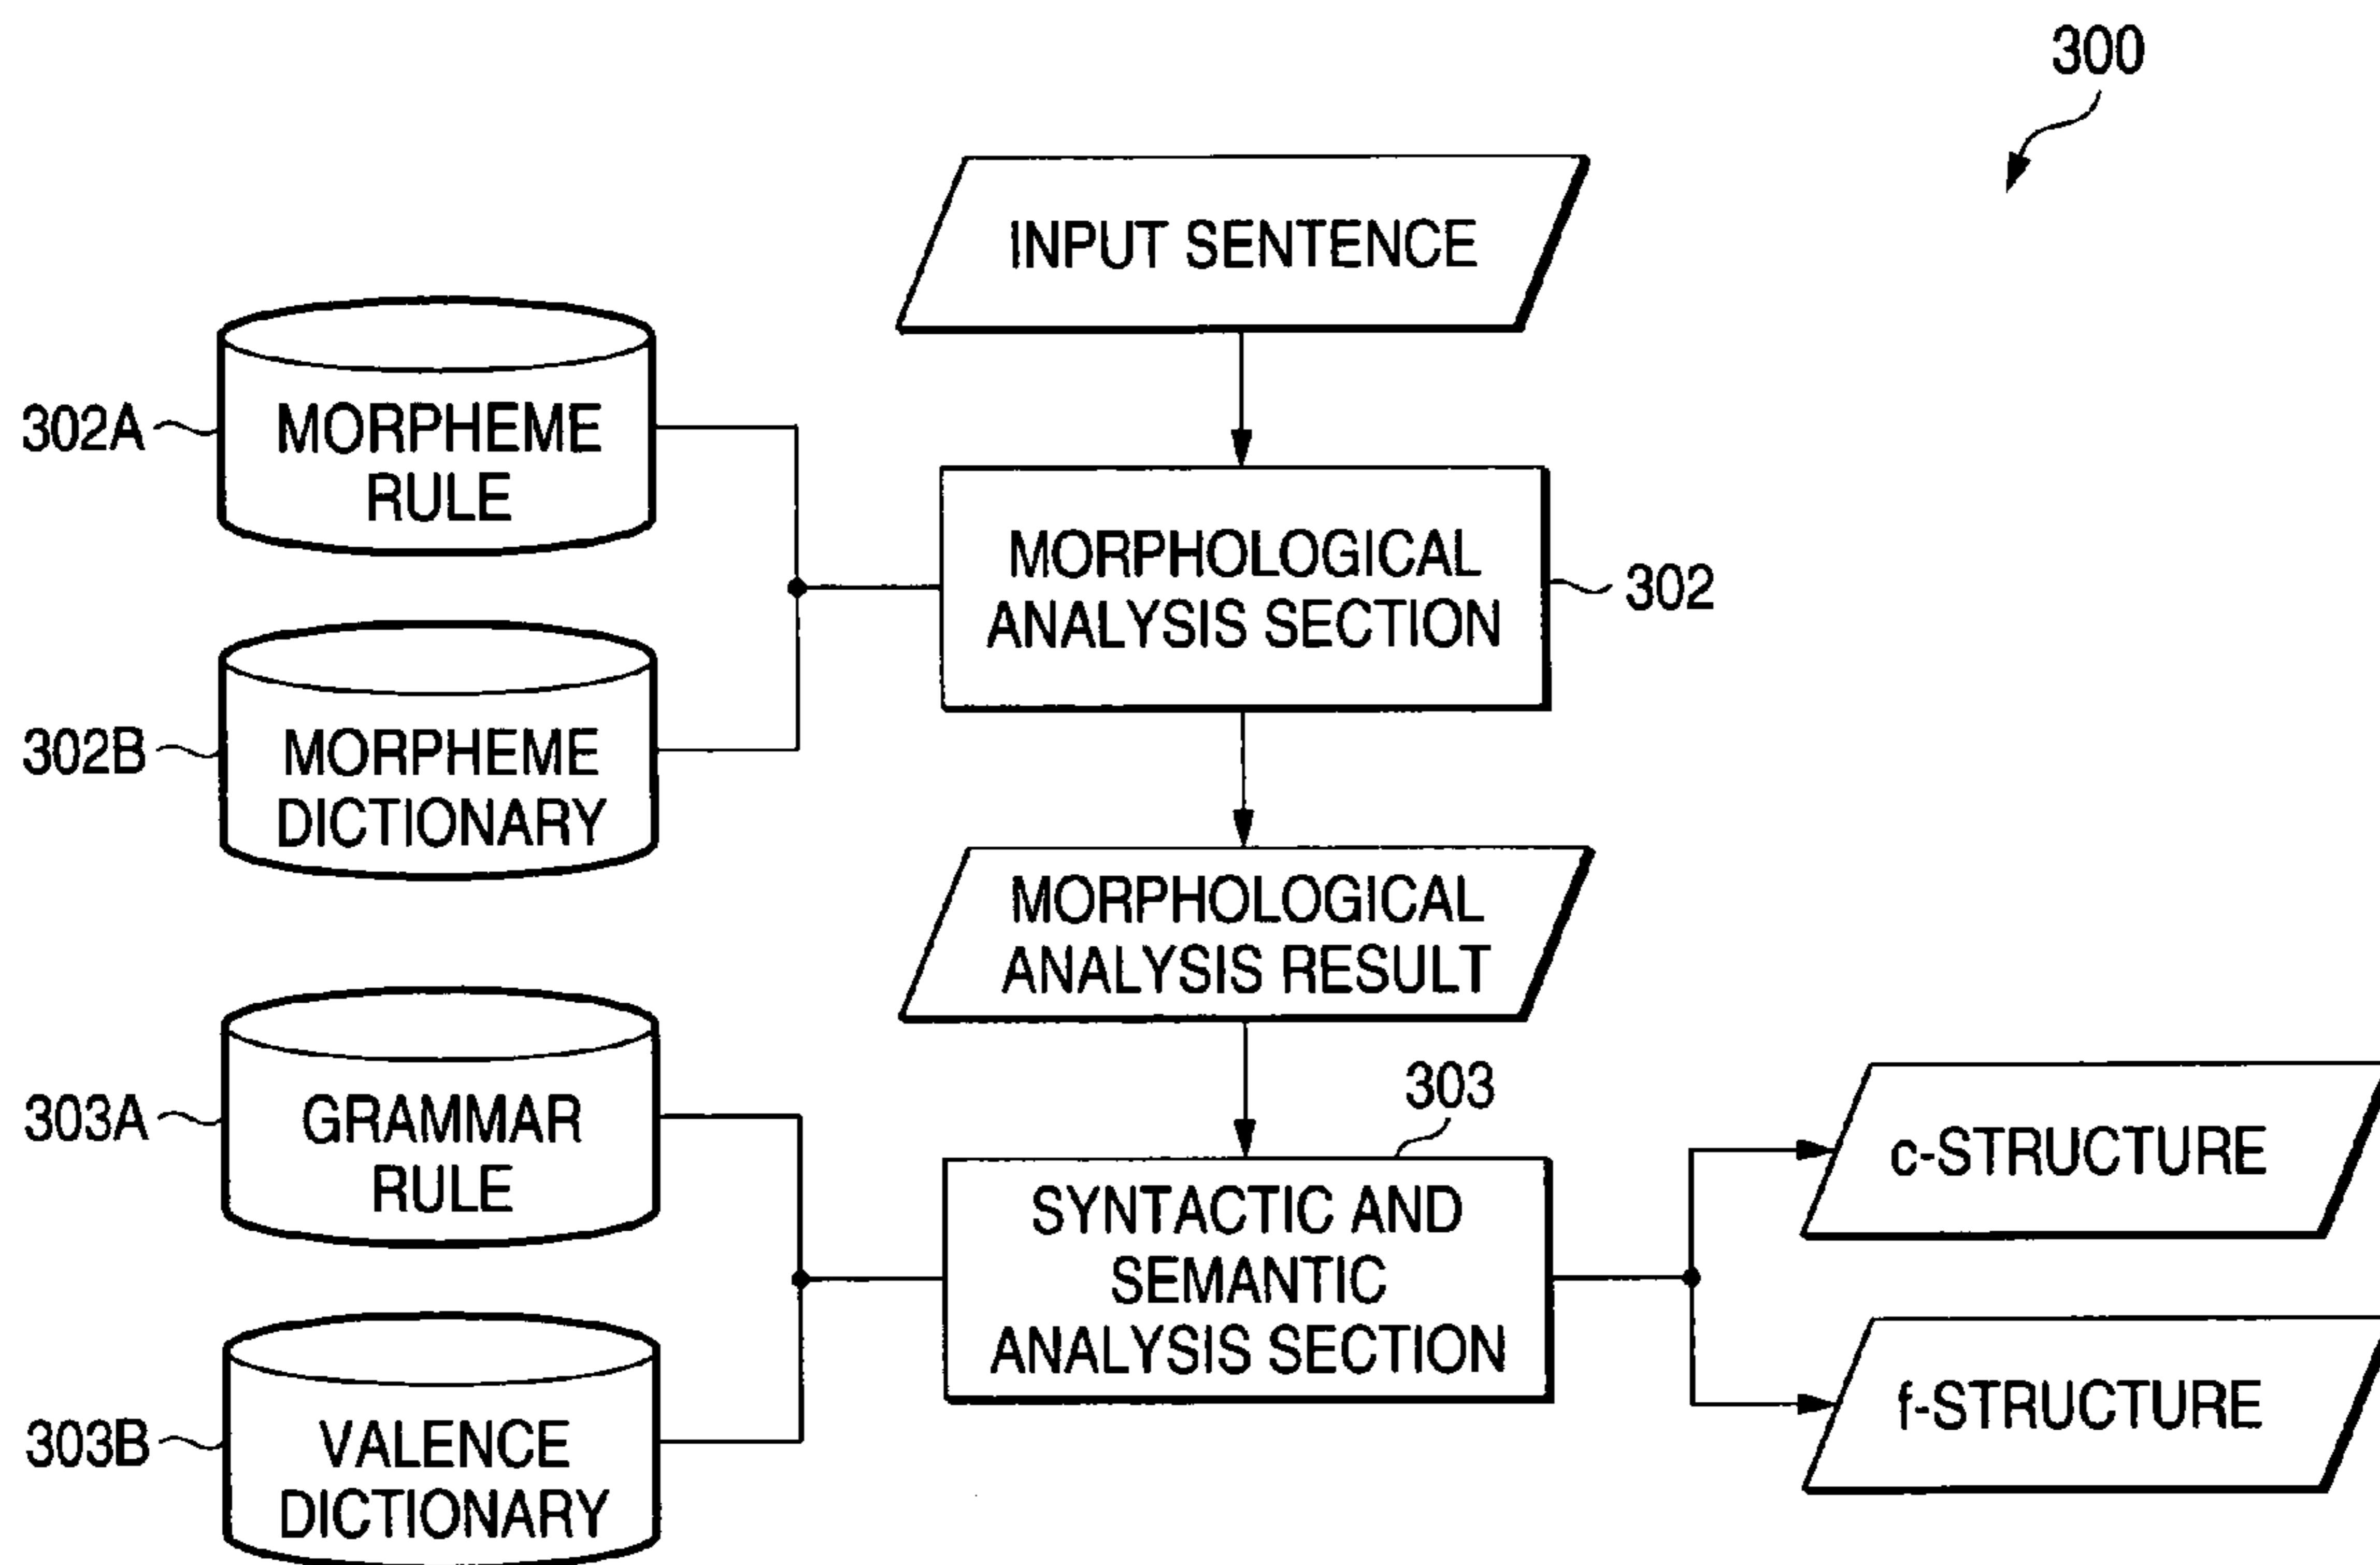 300
INPUT SENTENCE
302A
MORPHEME
RULE
MORPHOLOGICAL
ANALYSIS SECTION
302
302B
MORPHEME
DICTIONARY
MORPHOLOGICAL
ANALYSIS RESULT
303A
GRAMMAR
RULE
303
SYNTACTIC AND
SEMANTIC
ANALYSIS SECTION
c-STRUCTURE
f-STRUCTURE
303B
VALENCE
DICTIONARY